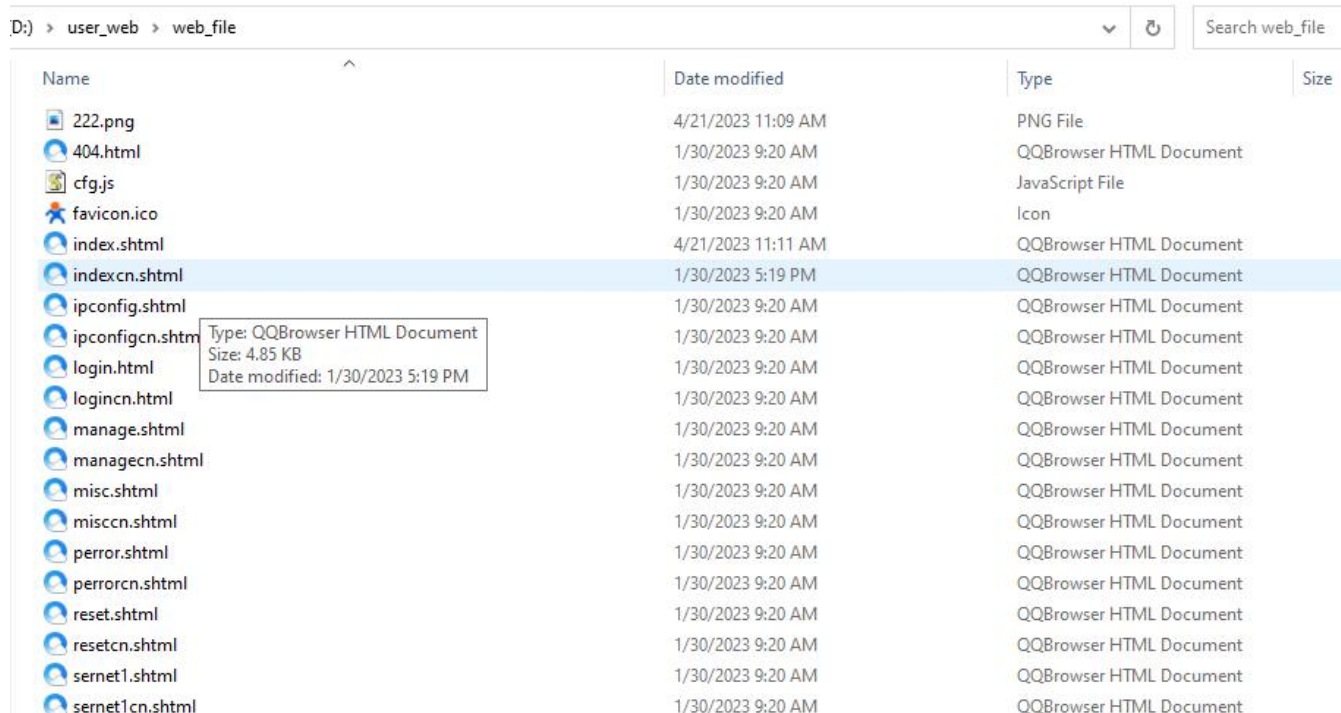 D:) > user_web > web_file
Search web_file
Name Date modified Type Size
222.png 4/21/2023 11:09 AM PNG File
404.html 1/30/2023 9:20 AM QQBrowser HTML Document
cfg.js 1/30/2023 9:20 AM JavaScript File
favicon.ico 1/30/2023 9:20 AM Icon
index.shtml 4/21/2023 11:11 AM QQBrowser HTML Document
indexcn.shtml 1/30/2023 5:19 PM QQBrowser HTML Document
ipconfig.shtml 1/30/2023 9:20 AM QQBrowser HTML Document
ipconfigcn.shtm 1/30/2023 9:20 AM QQBrowser HTML Document
Type: QQBrowser HTML Document
Size: 4.85 KB
Date modified: 1/30/2023 5:19 PM
login.html 1/30/2023 9:20 AM QQBrowser HTML Document
logincn.html 1/30/2023 9:20 AM QQBrowser HTML Document
manage.shtml 1/30/2023 9:20 AM QQBrowser HTML Document
managecn.shtml 1/30/2023 9:20 AM QQBrowser HTML Document
misc.shtml 1/30/2023 9:20 AM QQBrowser HTML Document
misccn.shtml 1/30/2023 9:20 AM QQBrowser HTML Document
perror.shtml 1/30/2023 9:20 AM QQBrowser HTML Document
perrorcn.shtml 1/30/2023 9:20 AM QQBrowser HTML Document
reset.shtml 1/30/2023 9:20 AM QQBrowser HTML Document
resetcn.shtml 1/30/2023 9:20 AM QQBrowser HTML Document
sernet1.shtml 1/30/2023 9:20 AM QQBrowser HTML Document
sernet1cn.shtml 1/30/2023 9:20 AM QQBrowser HTML Document